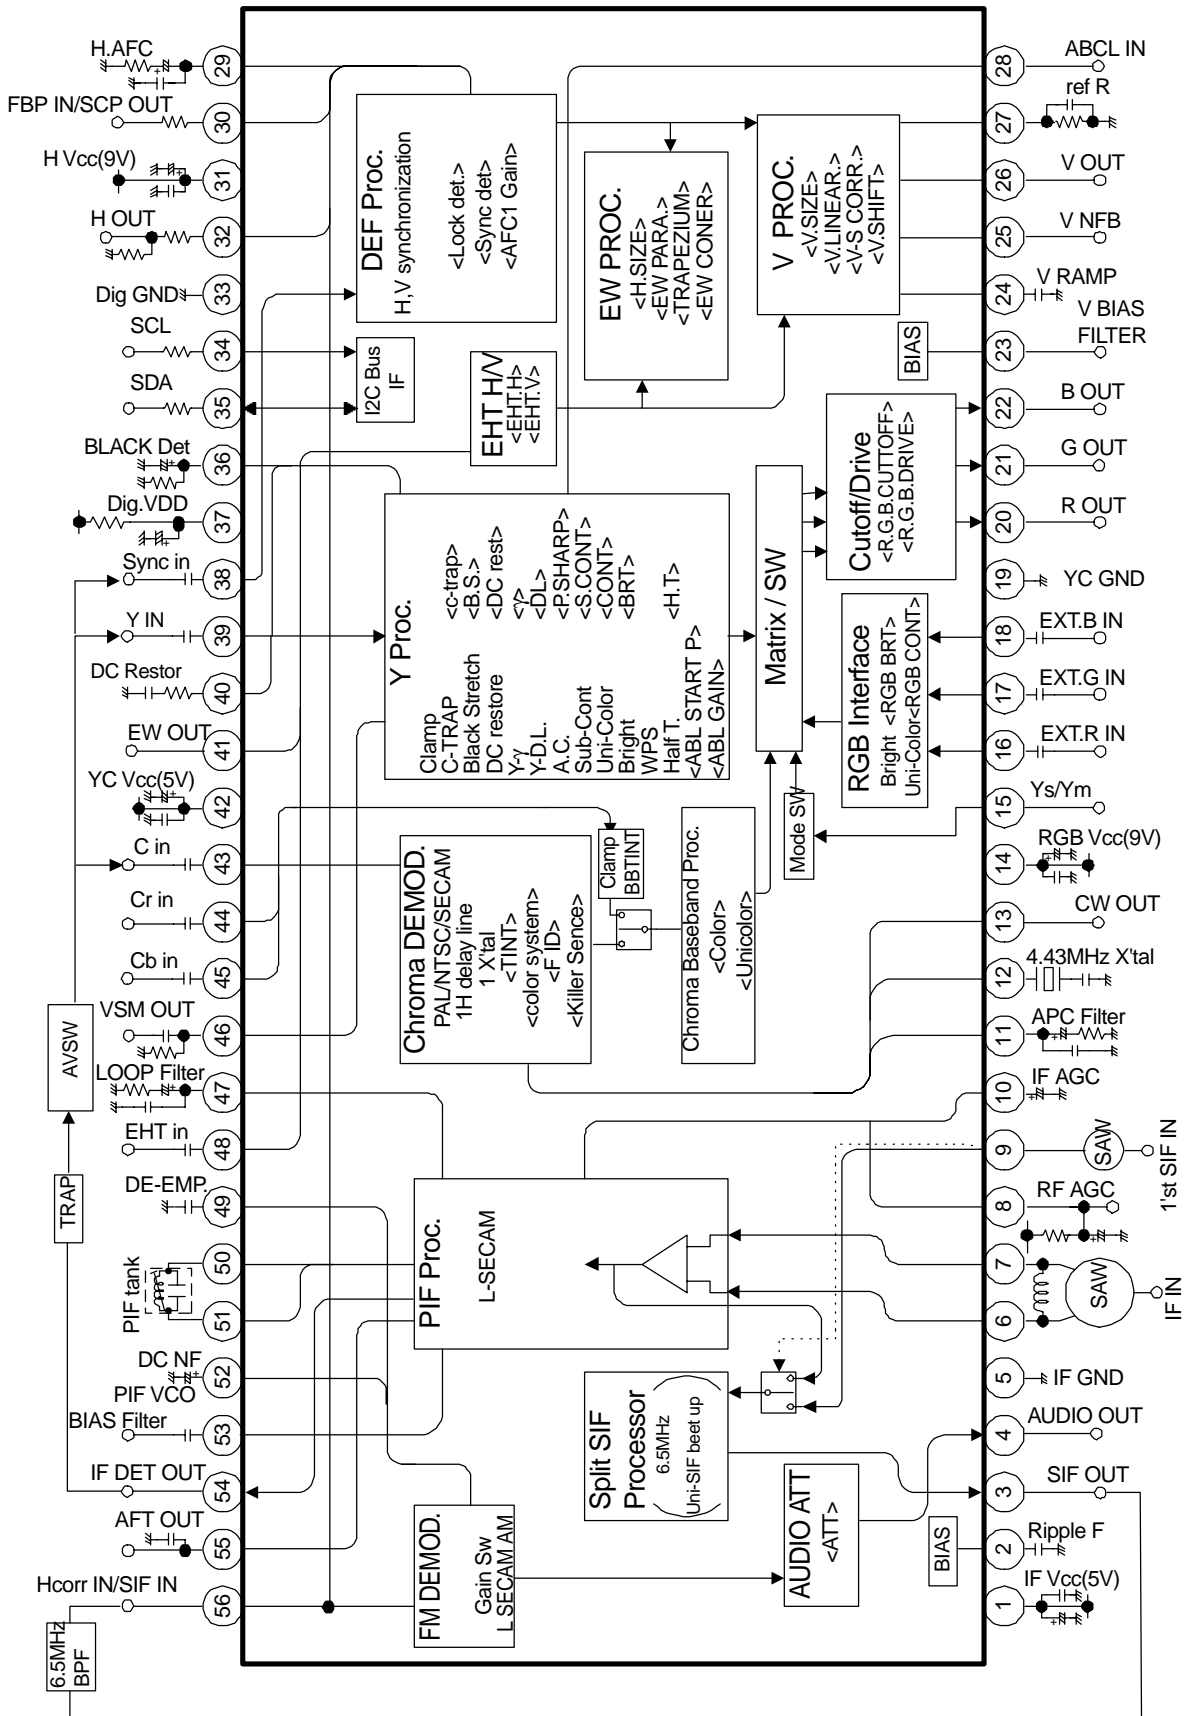 H.AFC
29
FBP IN/SCP OUT
30
H Vcc(9V)
31
H OUT
32
Dig GND
33
SCL
34
SDA
35
BLACK Det
36
Dig.VDD
37
Sync in
38
Y IN
39
DC Restor
40
EW OUT
41
YC Vcc(5V)
42
C in
43
Cr in
44
Cb in
45
VSM OUT
46
LOOP Filter
47
EHT in
48
DE-EMP.
49
50
PIF tank
51
DC NF
52
PIF VCO
BIAS Filter
53
IF DET OUT
54
AFT OUT
55
Hcorr IN/SIF IN
56
6.5MHz
BPF
AVSW
TRAP
DEF Proc.
H,V synchronization
<Lock det.>
<Sync det>
<AFC1 Gain>
I2C Bus
IF
EHT H/V
<EHT.H>
<EHT.V>
EW PROC.
<H.SIZE>
<EW PARA.>
<TRAPEZIUM>
<EW CONER>
V PROC.
<V.SIZE>
<V.LINEAR.>
<V-S CORR.>
<V.SHIFT>
BIAS
Y Proc.
Clamp
C-TRAP <c-trap>
Black Stretch <B.S.>
DC restore <DC rest>
Y-γ <γ>
Y-D.L. <DL>
A.C. <P.SHARP>
Sub-Cont <S.CONT>
Uni-Color <CONT>
Bright <BRT>
WPS
Half T. <H.T>
<ABL START P>
<ABL GAIN>
Matrix / SW
Cutoff/Drive
<R.G.B.CUTTOFF>
<R.G.B.DRIVE>
RGB Interface
Bright <RGB BRT>
Uni-Color<RGB CONT>
Mode SW
Clamp
BBTINT
Chroma DEMOD.
PAL/NTSC/SECAM
1H delay line
1 X'tal
<TINT>
<color system>
<F ID>
<Killer Sence>
Chroma Baseband Proc.
<Color>
<Unicolor>
PIF Proc.
L-SECAM
Split SIF
Processor
6.5MHz
Uni-SIF beet up
FM DEMOD.
Gain Sw
L SECAM AM
AUDIO ATT
<ATT>
BIAS
28
ABCL IN
27
ref R
26
V OUT
25
V NFB
24
V RAMP
V BIAS
23
FILTER
22
B OUT
21
G OUT
20
R OUT
19
YC GND
18
EXT.B IN
17
EXT.G IN
16
EXT.R IN
15
Ys/Ym
14
RGB Vcc(9V)
13
CW OUT
12
4.43MHz X'tal
11
APC Filter
10
IF AGC
9
SAW
1'st SIF IN
8
RF AGC
7
SAW
IF IN
6
5
IF GND
4
AUDIO OUT
3
SIF OUT
2
Ripple F
1
IF Vcc(5V)